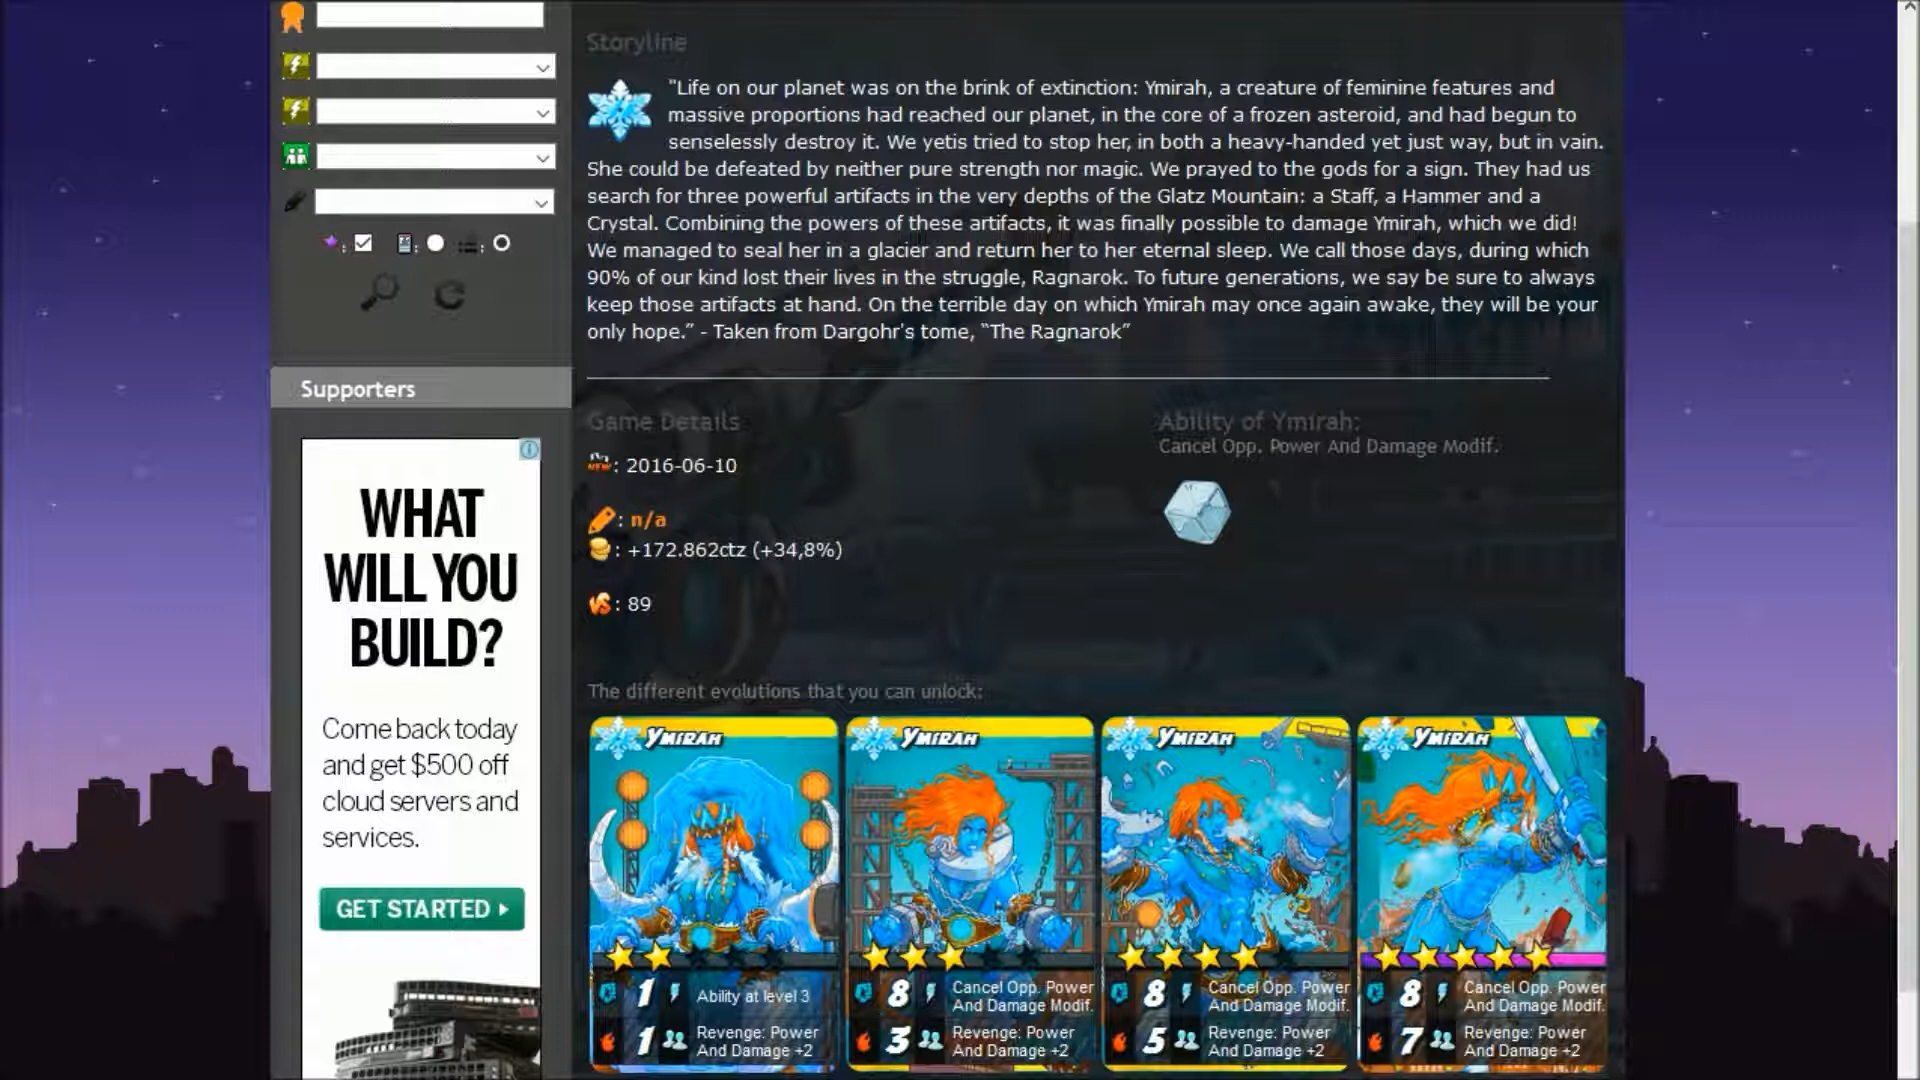 Storyline
"Life on our planet was on the brink of extinction: Ymirah, a creature of feminine features and
massive proportions had reached our planet, in the core of a frozen asteroid, and had begun to
senselessly destroy it. We yetis tried to stop her, in both a heavy-handed yet just way, but in vain.
She could be defeated by neither pure strength nor magic. We prayed to the gods for a sign. They had us
search for three powerful artifacts in the very depths of the Glatz Mountain: a Staff, a Hammer and a
Crystal. Combining the powers of these artifacts, it was finally possible to damage Ymirah, which we did!
We managed to seal her in a glacier and return her to her eternal sleep. We call those days, during which
90% of our kind lost their lives in the struggle, Ragnarok. To future generations, we say be sure to always
keep those artifacts at hand. On the terrible day on which Ymirah may once again awake, they will be your
only hope.” - Taken from Dargohr's tome, “The Ragnarok”
Supporters
WHAT
WILL YOU
BUILD?
Come back today
and get $500 off
cloud servers and
services.
GET STARTED
Game Details
NEW : 2016-06-10
: n/a
: +172.862ctz (+34,8%)
VS : 89
Ability of Ymirah:
Cancel Opp. Power And Damage Modif.
The different evolutions that you can unlock:
YMIRAH
1 Ability at level 3
1 Revenge: Power
And Damage +2
YMIRAH
8 Cancel Opp. Power
And Damage Modif.
3 Revenge: Power
And Damage +2
YMIRAH
8 Cancel Opp. Power
And Damage Modif.
5 Revenge: Power
And Damage +2
YMIRAH
8 Cancel Opp. Power
And Damage Modif.
7 Revenge: Power
And Damage +2